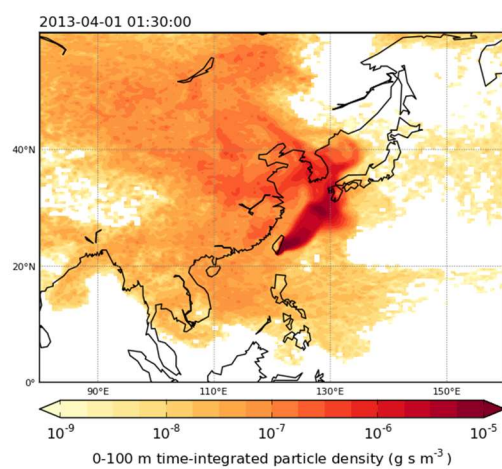 2013-04-01 01:30:00
40°N
20°N
0°
90°E
110°E
130°E
150°E
10⁻⁹
10⁻⁸
10⁻⁷
10⁻⁶
10⁻⁵
0-100 m time-integrated particle density (g s m⁻³)